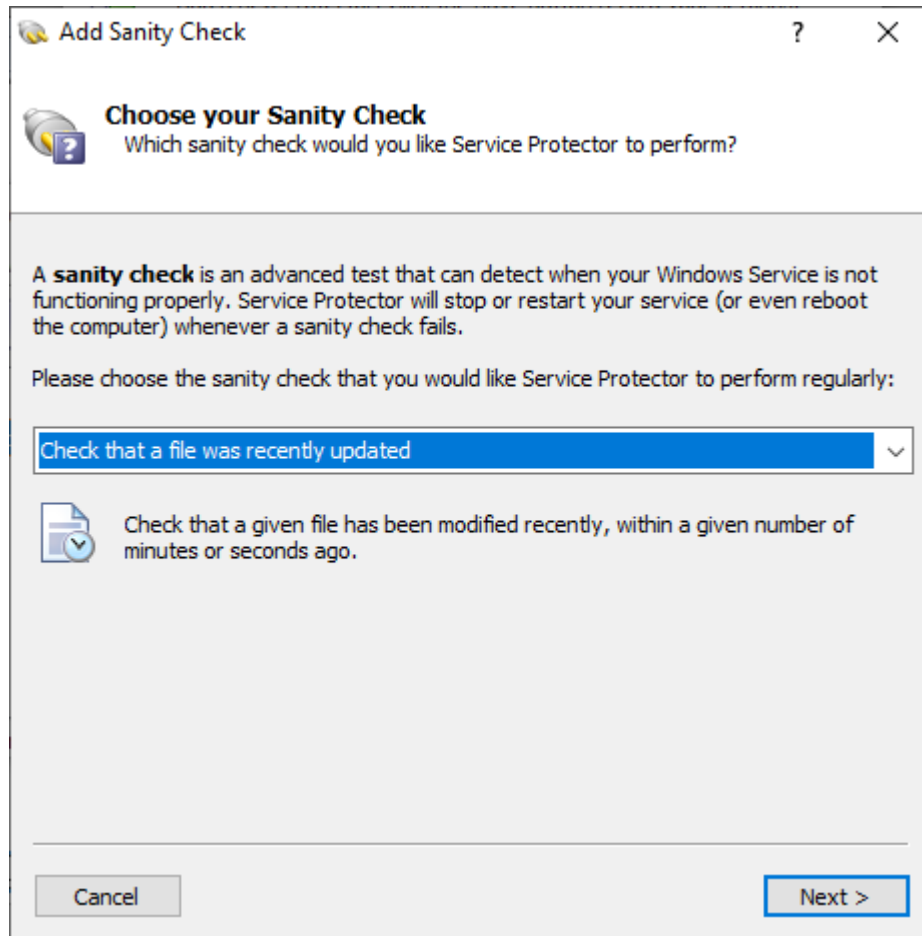 Add Sanity Check
?
Choose your Sanity Check
Which sanity check would you like Service Protector to perform?
A sanity check is an advanced test that can detect when your Windows Service is not
functioning properly. Service Protector will stop or restart your service (or even reboot
the computer) whenever a sanity check fails.
Please choose the sanity check that you would like Service Protector to perform regularly:
Check that a file was recently updated
Check that a given file has been modified recently, within a given number of
minutes or seconds ago.
Cancel
Next >